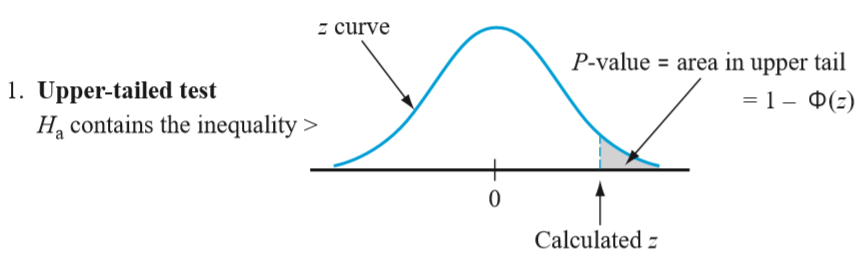 z curve
P-value = area in upper tail
= 1 – Φ(z)
1. Upper-tailed test
Hₐ contains the inequality >
0
Calculated z